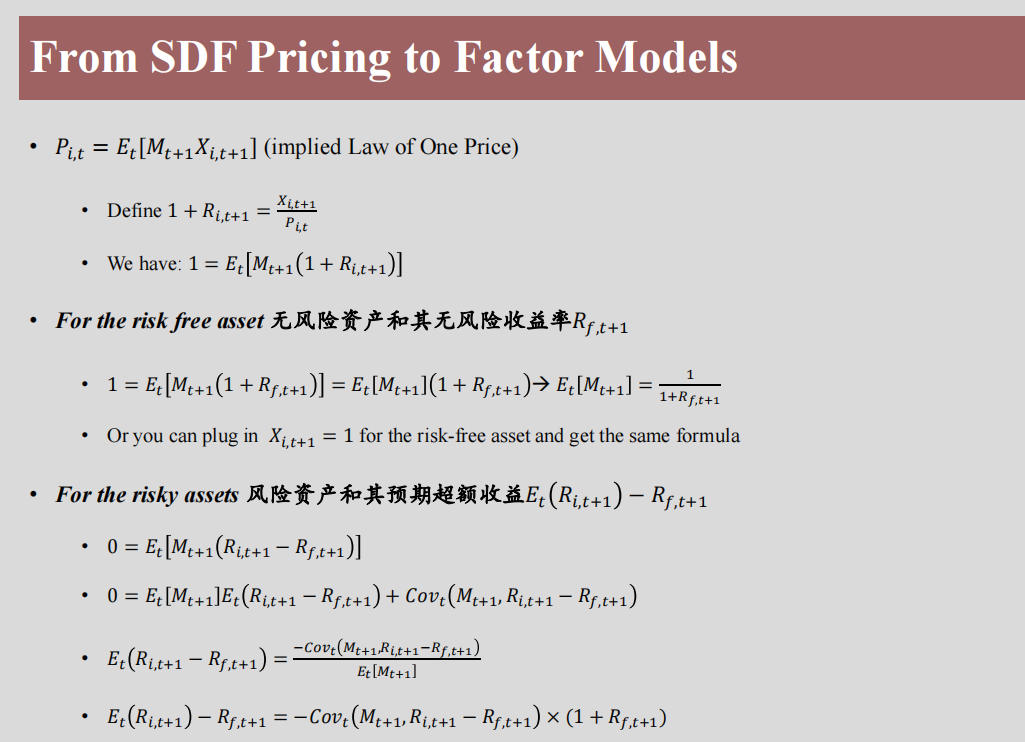 From SDF Pricing to Factor Models
• $P_{i,t} = E_t[M_{t+1}X_{i,t+1}]$ (implied Law of One Price)
• Define $1 + R_{i,t+1} = \frac{X_{i,t+1}}{P_{i,t}}$
• We have: $1 = E_t[M_{t+1}(1 + R_{i,t+1})]$
• For the risk free asset 无风险资产和其无风险收益率$R_{f,t+1}$
• $1 = E_t[M_{t+1}(1 + R_{f,t+1})] = E_t[M_{t+1}](1 + R_{f,t+1})$→ $E_t[M_{t+1}] = \frac{1}{1+R_{f,t+1}}$
• Or you can plug in $X_{i,t+1} = 1$ for the risk-free asset and get the same formula
• For the risky assets 风险资产和其预期超额收益$E_t(R_{i,t+1}) - R_{f,t+1}$
• $0 = E_t[M_{t+1}(R_{i,t+1} - R_{f,t+1})]$
• $0 = E_t[M_{t+1}]E_t(R_{i,t+1} - R_{f,t+1}) + Cov_t(M_{t+1}, R_{i,t+1} - R_{f,t+1})$
• $E_t(R_{i,t+1} - R_{f,t+1}) = \frac{-Cov_t(M_{t+1},R_{i,t+1}-R_{f,t+1})}{E_t[M_{t+1}]}$
• $E_t(R_{i,t+1}) - R_{f,t+1} = -Cov_t(M_{t+1}, R_{i,t+1} - R_{f,t+1}) \times (1 + R_{f,t+1})$